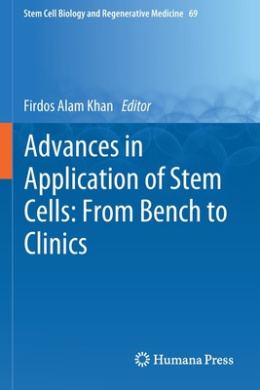 Stem Cell Biology and Regenerative Medicine 69
Firdos Alam Khan Editor
Advances in
Application of Stem
Cells: From Bench to
Clinics
Humana Press